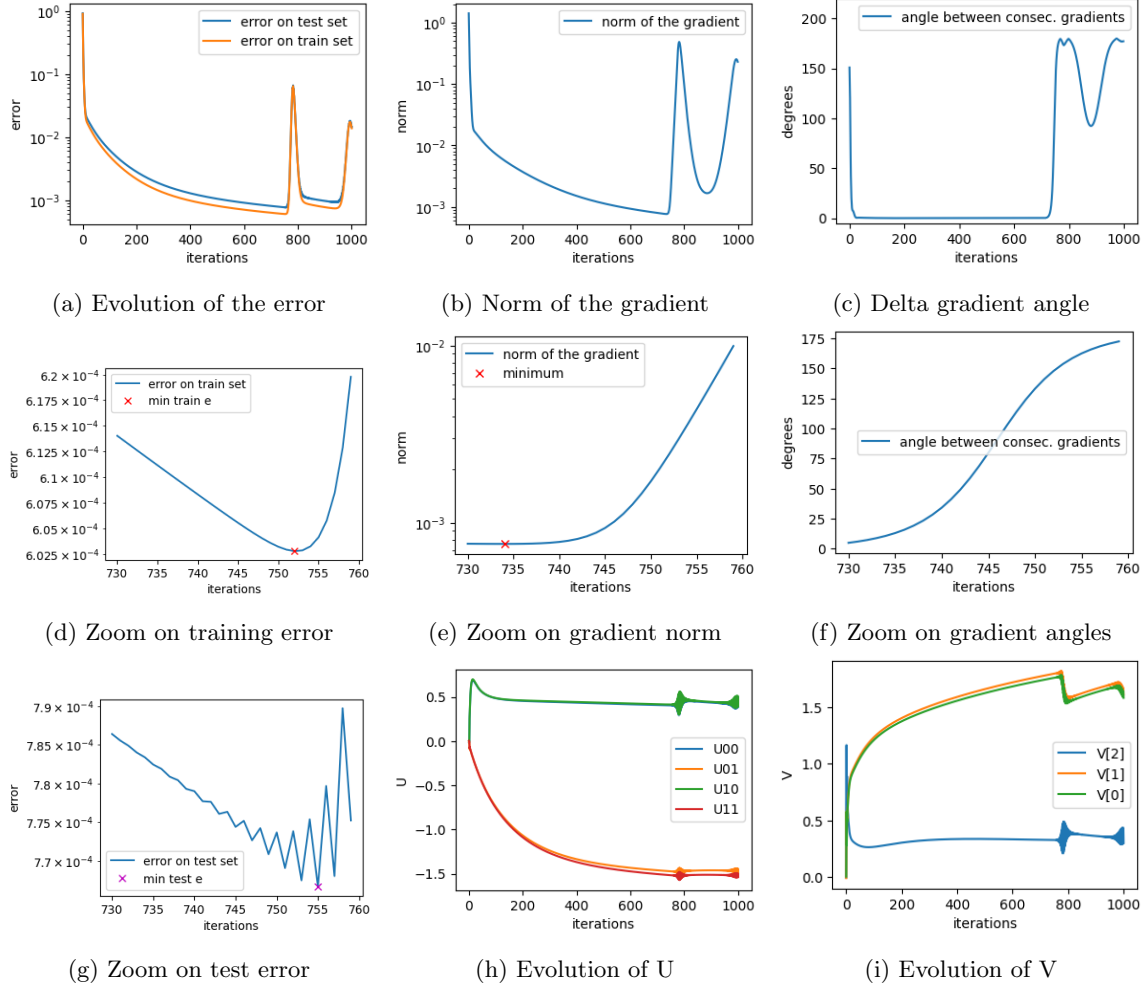 error on test set
error on train set
error
10⁰
10⁻¹
10⁻²
10⁻³
0 200 400 600 800 1000
iterations
(a) Evolution of the error
norm of the gradient
norm
10⁰
10⁻¹
10⁻²
10⁻³
0 200 400 600 800 1000
iterations
(b) Norm of the gradient
angle between consec. gradients
degrees
200
150
100
50
0
0 200 400 600 800 1000
iterations
(c) Delta gradient angle
error on train set
min train e
error
6.2 × 10⁻⁴
6.175 × 10⁻⁴
6.15 × 10⁻⁴
6.125 × 10⁻⁴
6.1 × 10⁻⁴
6.075 × 10⁻⁴
6.05 × 10⁻⁴
6.025 × 10⁻⁴
730 735 740 745 750 755 760
iterations
(d) Zoom on training error
norm of the gradient
minimum
norm
10⁻²
10⁻³
730 735 740 745 750 755 760
iterations
(e) Zoom on gradient norm
angle between consec. gradients
degrees
175
150
125
100
75
50
25
0
730 735 740 745 750 755 760
iterations
(f) Zoom on gradient angles
error on test set
min test e
error
7.9 × 10⁻⁴
7.85 × 10⁻⁴
7.8 × 10⁻⁴
7.75 × 10⁻⁴
7.7 × 10⁻⁴
730 735 740 745 750 755 760
iterations
(g) Zoom on test error
U00
U01
U10
U11
U
0.5
0.0
−0.5
−1.0
−1.5
0 200 400 600 800 1000
iterations
(h) Evolution of U
V[2]
V[1]
V[0]
V
1.5
1.0
0.5
0.0
0 200 400 600 800 1000
iterations
(i) Evolution of V